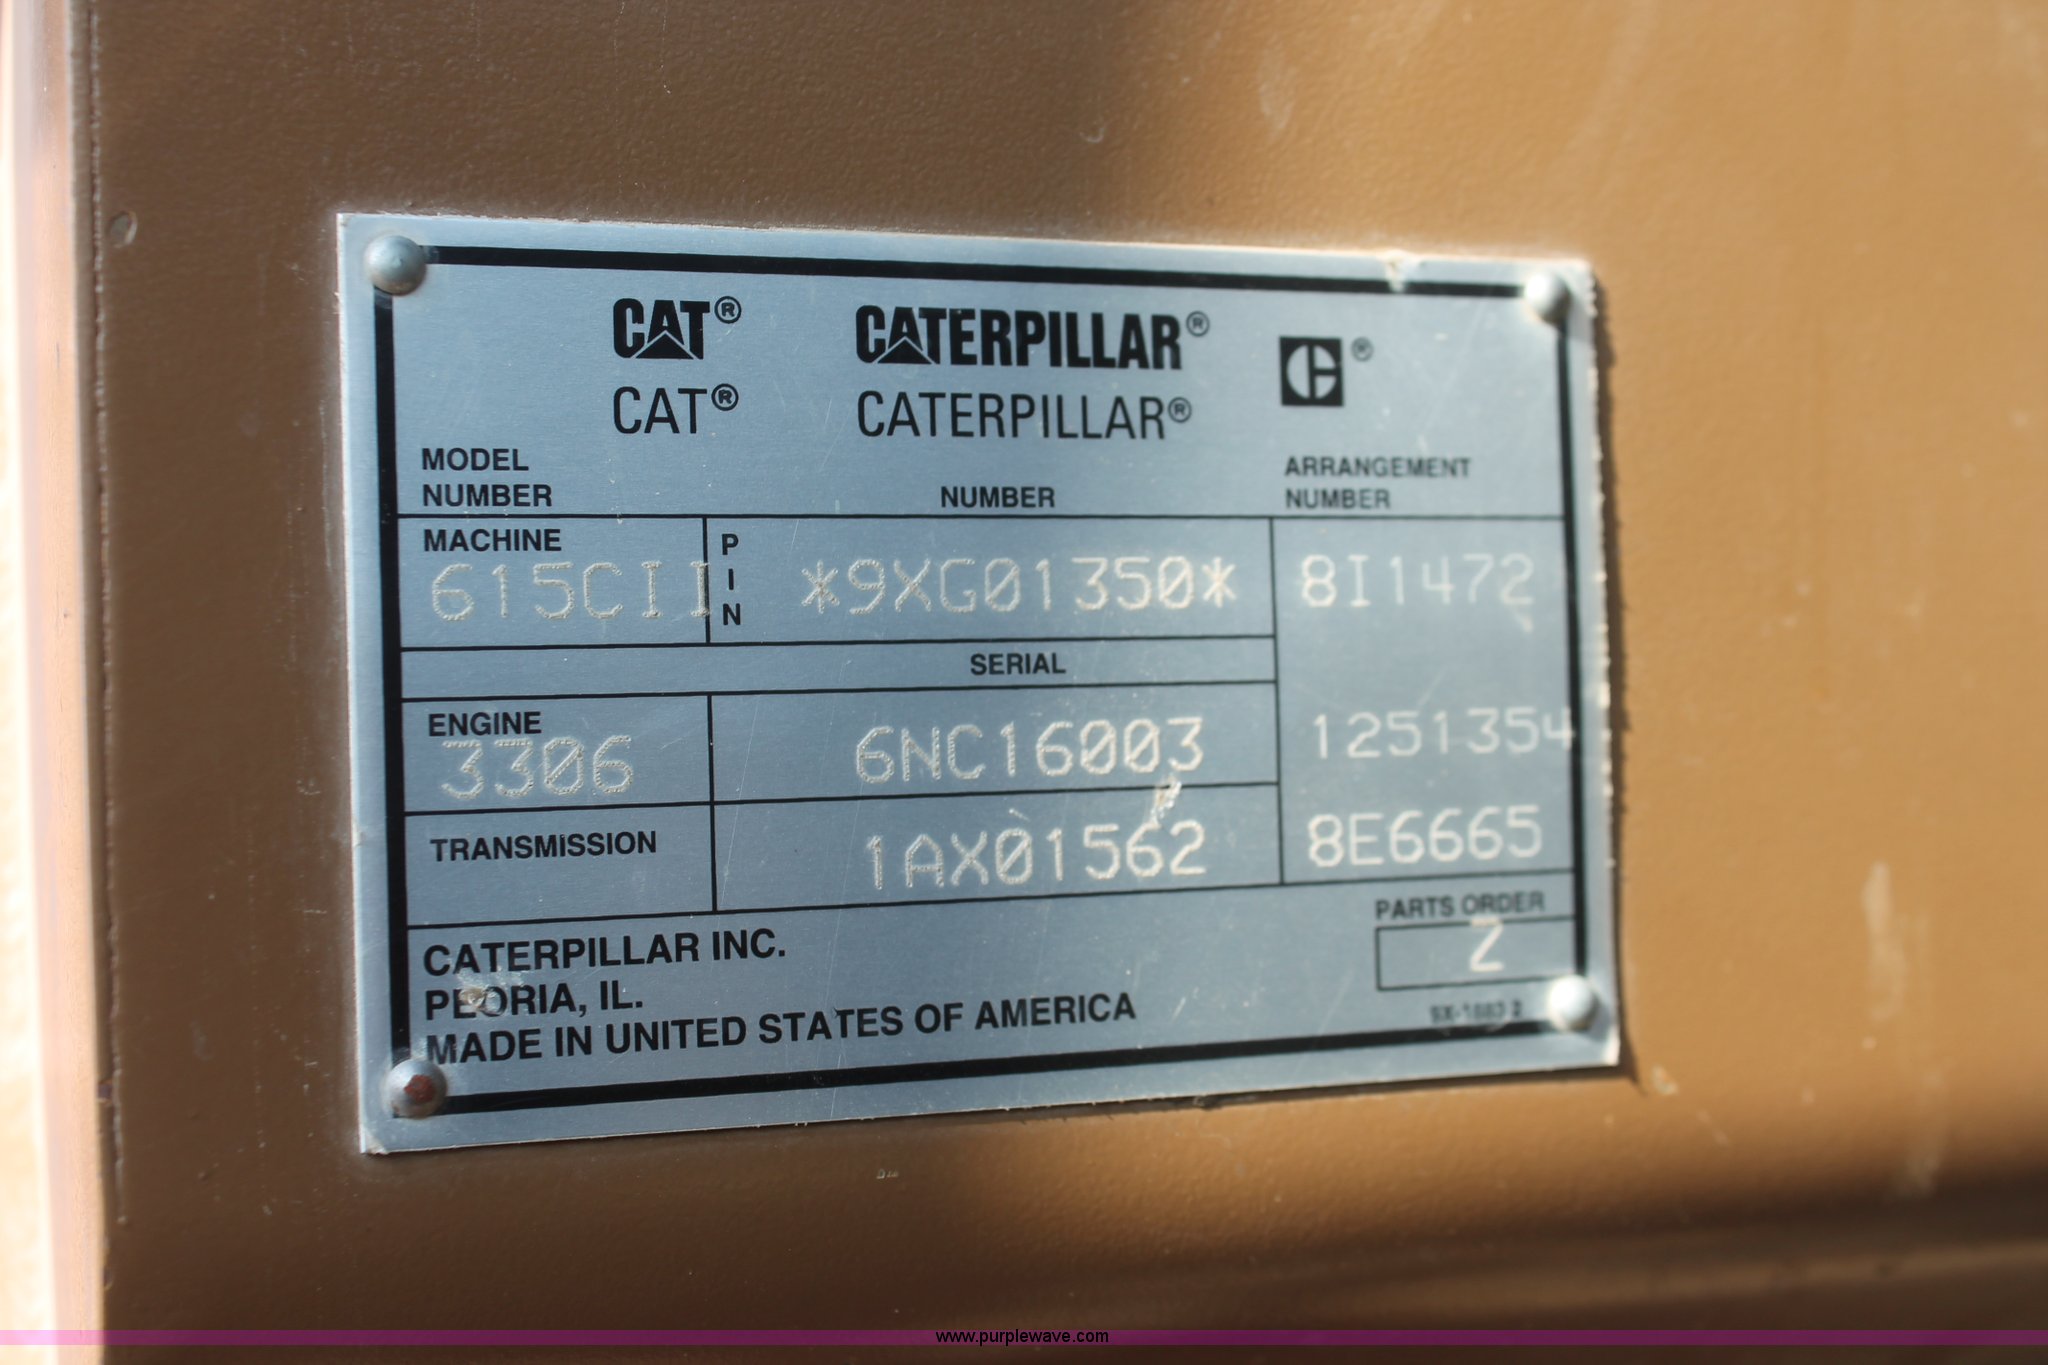 CAT® CATERPILLAR® ®
CAT® CATERPILLAR®
MODEL NUMBER NUMBER ARRANGEMENT NUMBER
MACHINE 615CII PIN *9XG01350* 8I1472
SERIAL
ENGINE 3306 6NC16003 1251354
TRANSMISSION 1AX01562 8E6665
PARTS ORDER
Z
CATERPILLAR INC.
PEORIA, IL.
MADE IN UNITED STATES OF AMERICA
www.purplewave.com